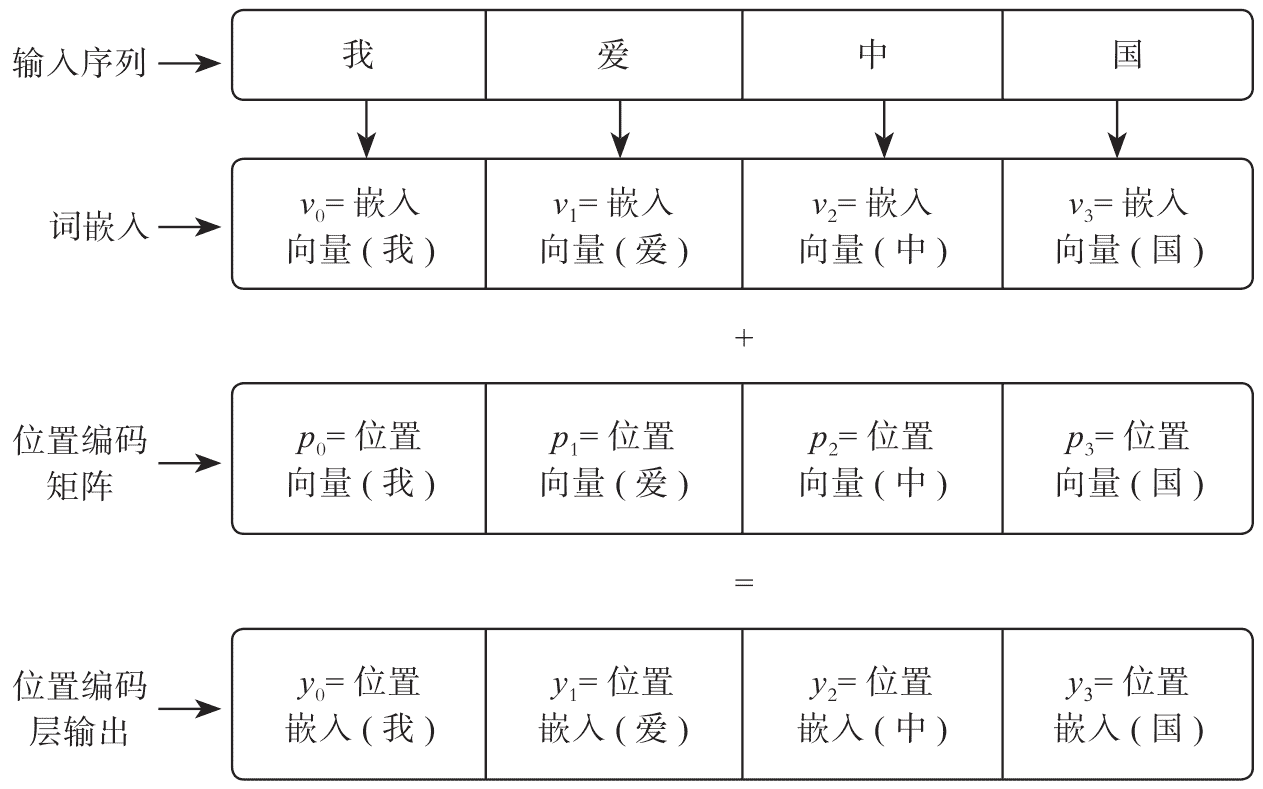 输入序列 我 爱 中 国
词嵌入 v0= 嵌入 v1= 嵌入 v2= 嵌入 v3= 嵌入
向量 ( 我 ) 向量 ( 爱 ) 向量 ( 中 ) 向量 ( 国 )
+
位置编码 p0= 位置 p1= 位置 p2= 位置 p3= 位置
矩阵 向量 ( 我 ) 向量 ( 爱 ) 向量 ( 中 ) 向量 ( 国 )
=
位置编码 y0= 位置 y1= 位置 y2= 位置 y3= 位置
层输出 嵌入 ( 我 ) 嵌入 ( 爱 ) 嵌入 ( 中 ) 嵌入 ( 国 )